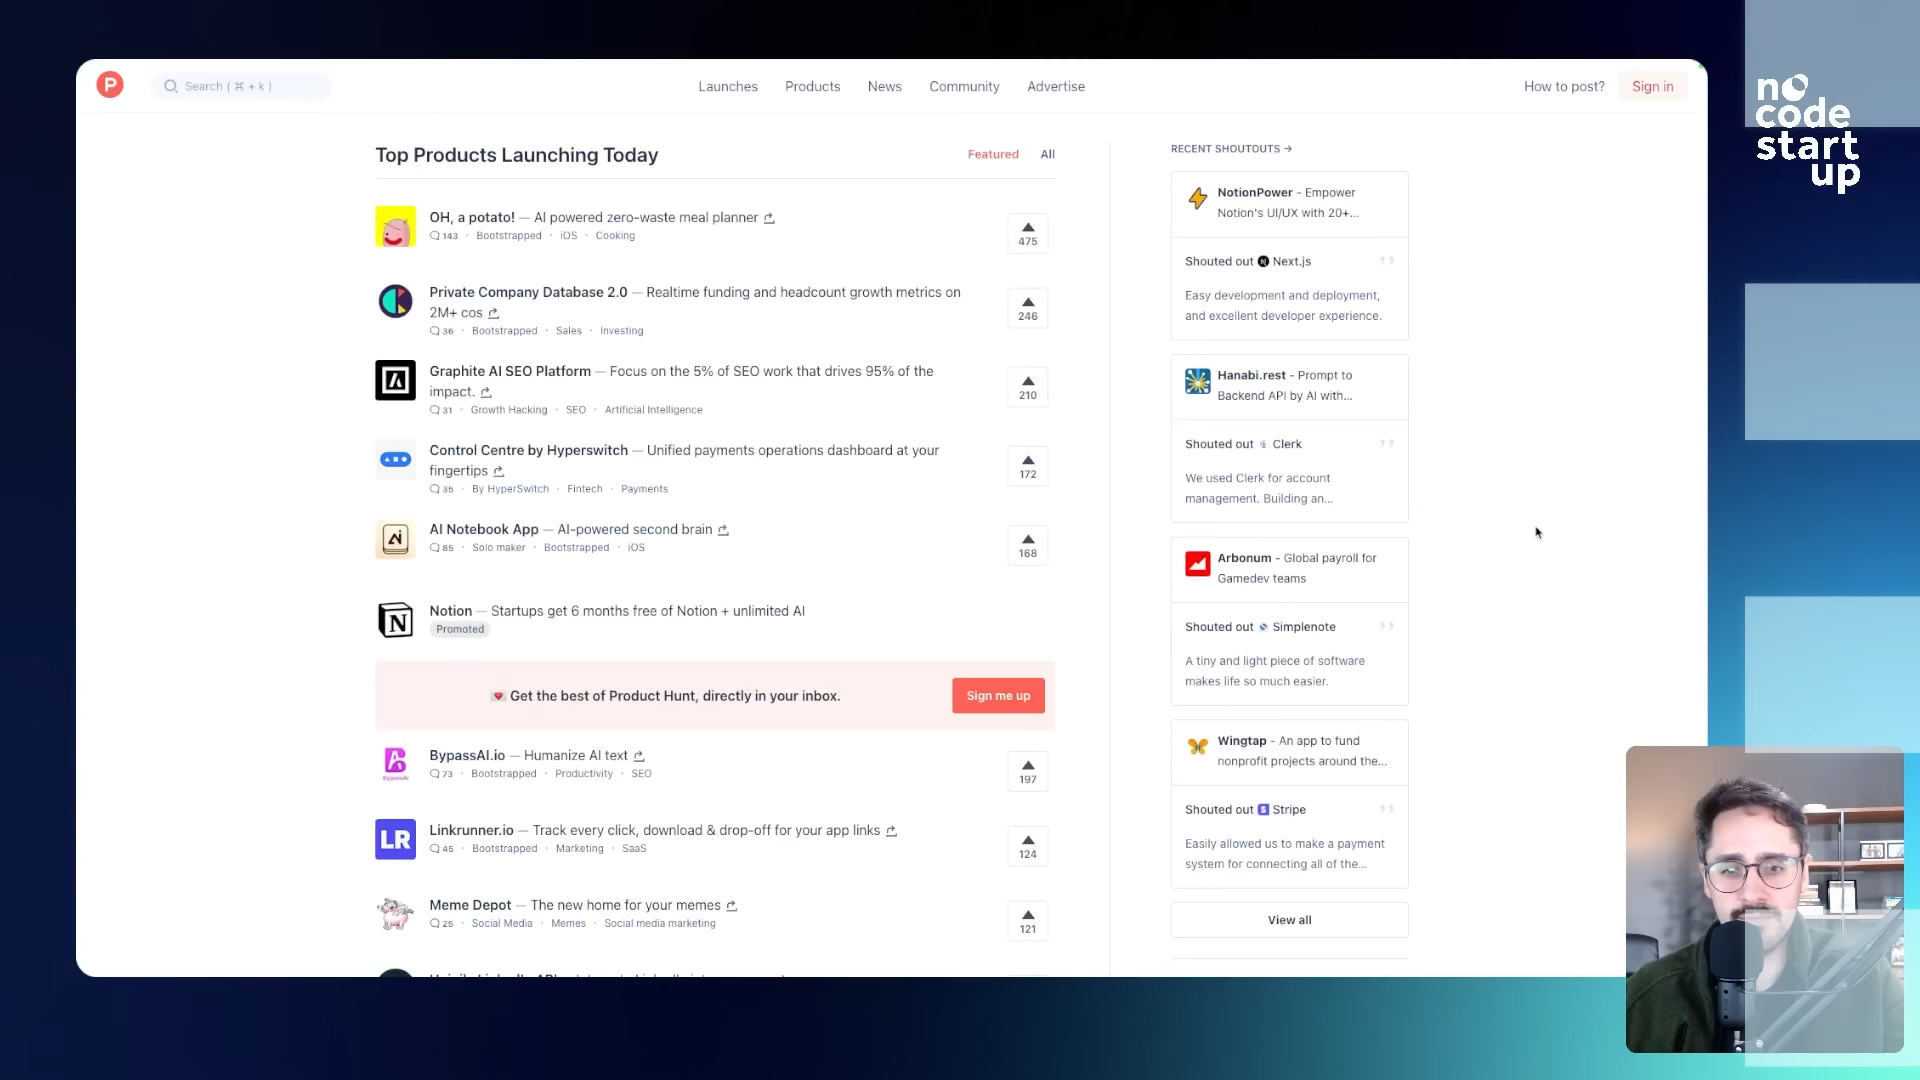 Search ( ⌘ + k )
Launches
Products
News
Community
Advertise
How to post?
Sign in
no
code
start
up
Top Products Launching Today
Featured
All
OH, a potato! — AI powered zero-waste meal planner
143 · Bootstrapped · iOS · Cooking
475
Private Company Database 2.0 — Realtime funding and headcount growth metrics on
2M+ cos
36 · Bootstrapped · Sales · Investing
246
Graphite AI SEO Platform — Focus on the 5% of SEO work that drives 95% of the
impact.
31 · Growth Hacking · SEO · Artificial Intelligence
210
Control Centre by Hyperswitch — Unified payments operations dashboard at your
fingertips
35 · By HyperSwitch · Fintech · Payments
172
AI Notebook App — AI-powered second brain
85 · Solo maker · Bootstrapped · iOS
168
Notion — Startups get 6 months free of Notion + unlimited AI
Promoted
Get the best of Product Hunt, directly in your inbox.
Sign me up
BypassAI.io — Humanize AI text
73 · Bootstrapped · Productivity · SEO
197
LR
Linkrunner.io — Track every click, download & drop-off for your app links
45 · Bootstrapped · Marketing · SaaS
124
Meme Depot — The new home for your memes
25 · Social Media · Memes · Social media marketing
121
RECENT SHOUTOUTS →
NotionPower - Empower
Notion's UI/UX with 20+...
Shouted out Next.js
Easy development and deployment,
and excellent developer experience.
Hanabi.rest - Prompt to
Backend API by AI with...
Shouted out Clerk
We used Clerk for account
management. Building an...
Arbonum - Global payroll for
Gamedev teams
Shouted out Simplenote
A tiny and light piece of software
makes life so much easier.
Wingtap - An app to fund
nonprofit projects around the...
Shouted out Stripe
Easily allowed us to make a payment
system for connecting all of the...
View all